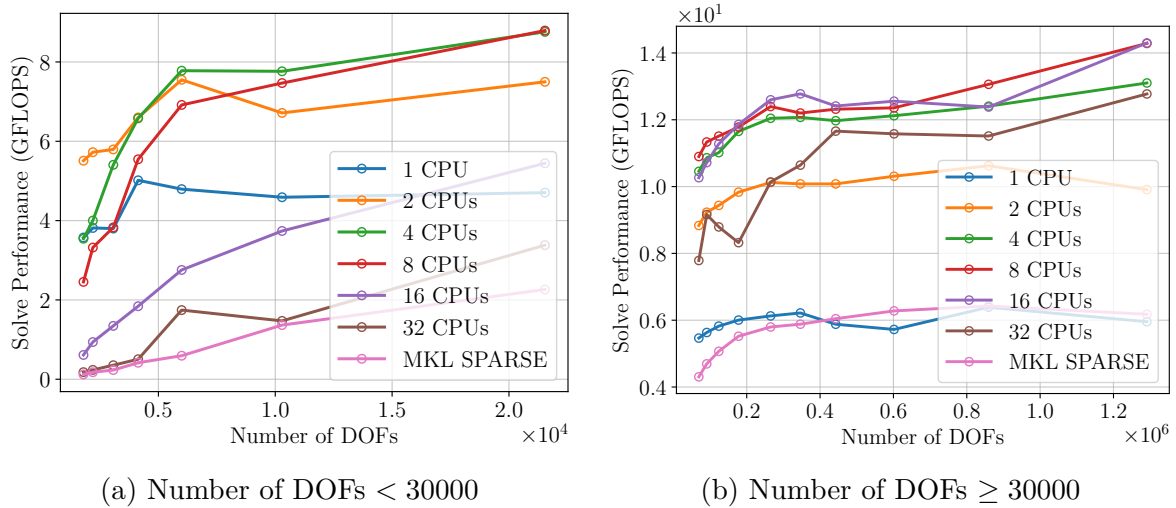 Solve Performance (GFLOPS)
8
6
4
2
0
1 CPU
2 CPUs
4 CPUs
8 CPUs
16 CPUs
32 CPUs
MKL SPARSE
0.5 1.0 1.5 2.0
Number of DOFs
×10⁴
(a) Number of DOFs < 30000
×10¹
Solve Performance (GFLOPS)
1.4
1.2
1.0
0.8
0.6
0.4
1 CPU
2 CPUs
4 CPUs
8 CPUs
16 CPUs
32 CPUs
MKL SPARSE
0.2 0.4 0.6 0.8 1.0 1.2
Number of DOFs
×10⁶
(b) Number of DOFs ≥ 30000